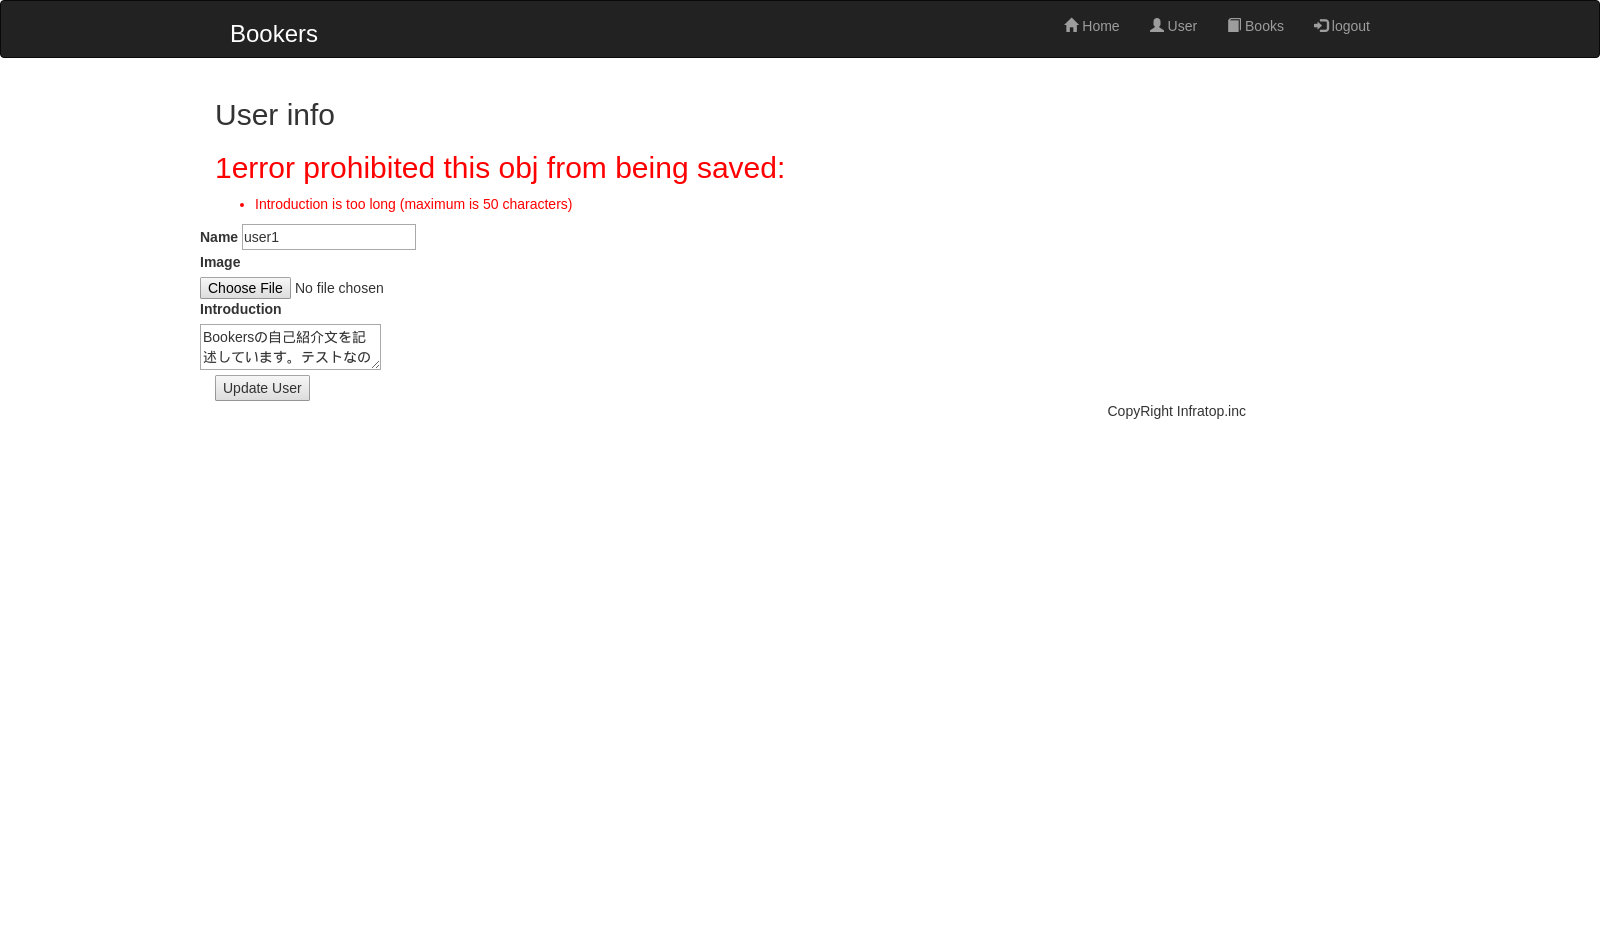 Bookers
Home User Books logout
User info
1error prohibited this obj from being saved:
Introduction is too long (maximum is 50 characters)
Name user1
Image
Choose File No file chosen
Introduction
Bookersの自己紹介文を記
述しています。テストなの
Update User
CopyRight Infratop.inc